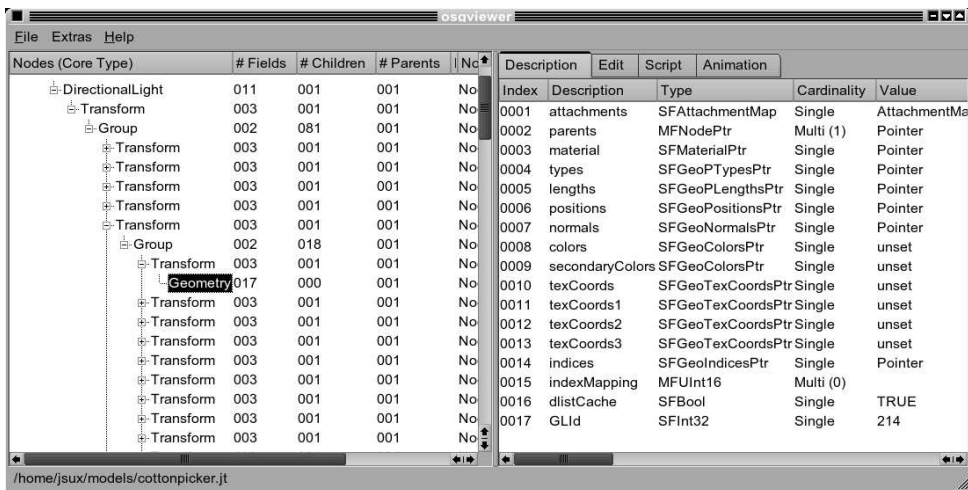 osgviewer
File Extras Help
Nodes (Core Type) # Fields # Children # Parents No
DirectionalLight 011 001 001 No
Transform 003 001 001 No
Group 002 081 001 No
Transform 003 001 001 No
Transform 003 001 001 No
Transform 003 001 001 No
Transform 003 001 001 No
Transform 003 001 001 No
Group 002 018 001 No
Transform 003 001 001 No
Geometry 017 000 001 No
Transform 003 001 001 No
Transform 003 001 001 No
Transform 003 001 001 No
Transform 003 001 001 No
Transform 003 001 001 No
Transform 003 001 001 No
Transform 003 001 001 No
Transform 003 001 001 No
Description Edit Script Animation
Index Description Type Cardinality Value
0001 attachments SFAttachmentMap Single AttachmentMa
0002 parents MFNodePtr Multi (1) Pointer
0003 material SFMaterialPtr Single Pointer
0004 types SFGeoPTypesPtr Single Pointer
0005 lengths SFGeoPLengthsPtr Single Pointer
0006 positions SFGeoPositionsPtr Single Pointer
0007 normals SFGeoNormalsPtr Single Pointer
0008 colors SFGeoColorsPtr Single unset
0009 secondaryColors SFGeoColorsPtr Single unset
0010 texCoords SFGeoTexCoordsPtr Single unset
0011 texCoords1 SFGeoTexCoordsPtr Single unset
0012 texCoords2 SFGeoTexCoordsPtr Single unset
0013 texCoords3 SFGeoTexCoordsPtr Single unset
0014 indices SFGeoIndicesPtr Single Pointer
0015 indexMapping MFUInt16 Multi (0)
0016 dlistCache SFBool Single TRUE
0017 GLId SFInt32 Single 214
/home/jsux/models/cottonpicker.jt